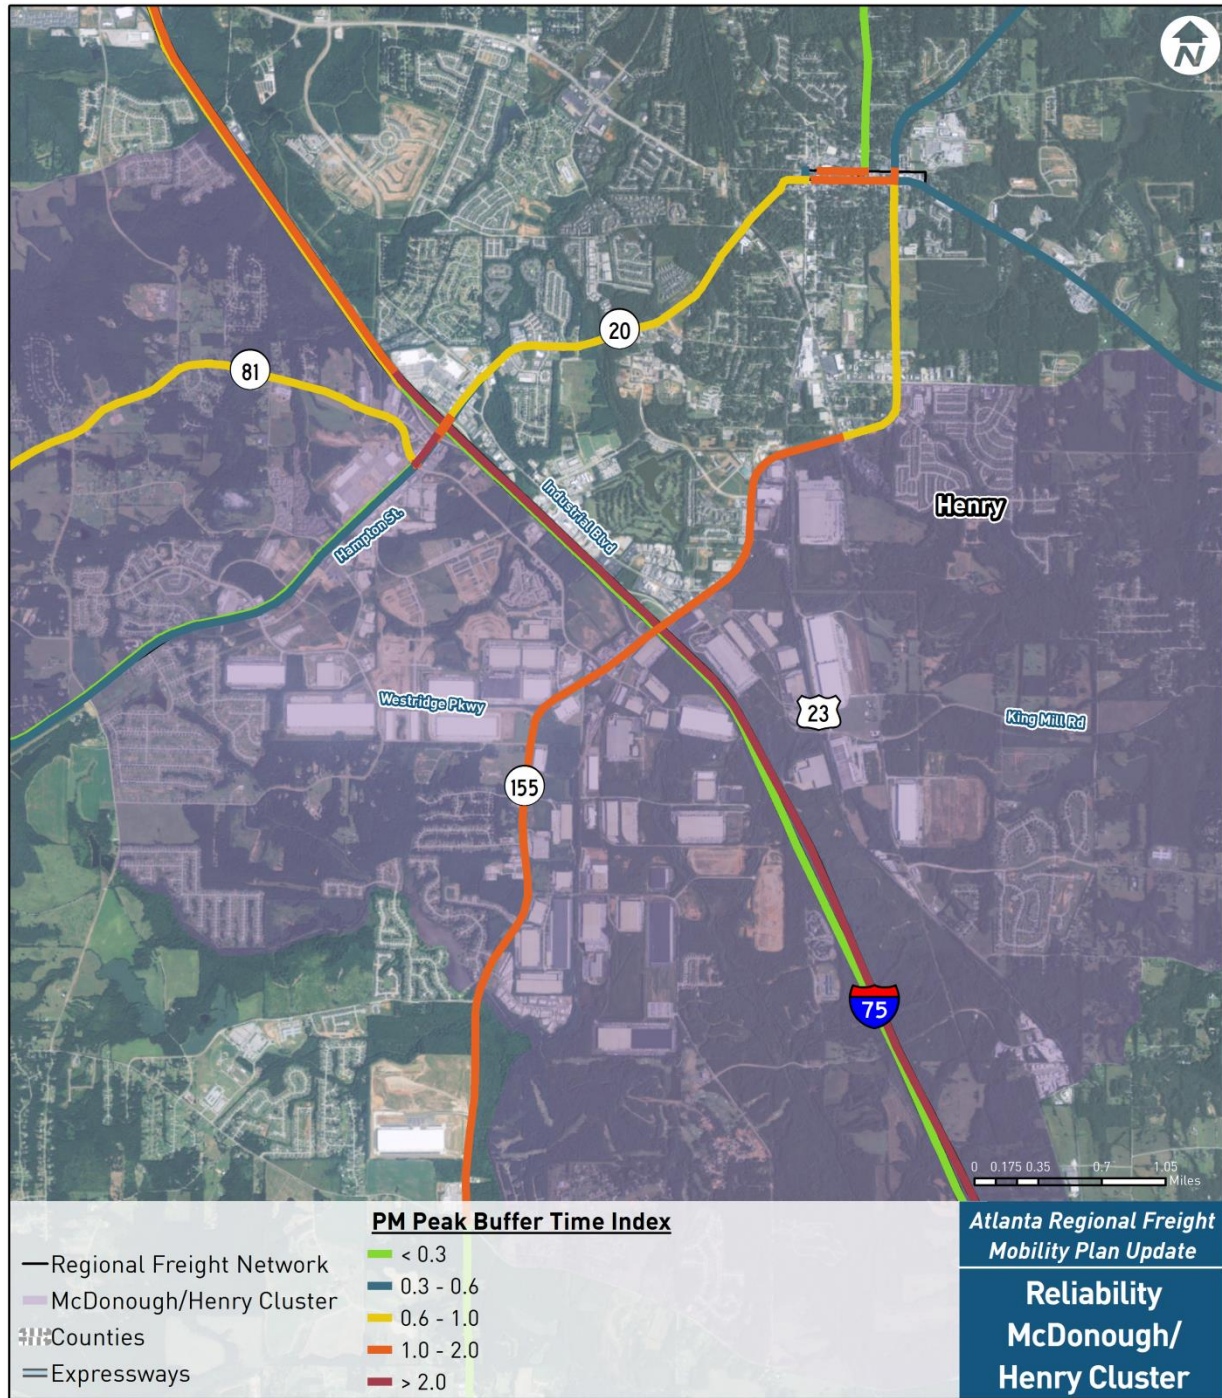 N
20
81
Henry
Industrial Blvd
Hampton St.
Westridge Pkwy
23
King Mill Rd
155
75
0 0.175 0.35 0.7 1.05
Miles
PM Peak Buffer Time Index
Regional Freight Network
McDonough/Henry Cluster
Counties
Expressways
< 0.3
0.3 - 0.6
0.6 - 1.0
1.0 - 2.0
> 2.0
Atlanta Regional Freight
Mobility Plan Update
Reliability
McDonough/
Henry Cluster